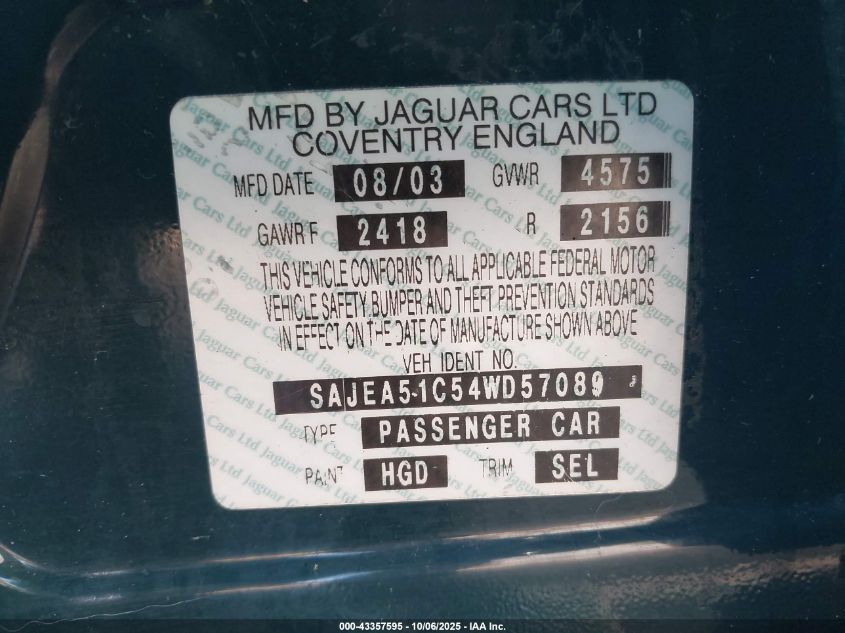 MFD BY JAGUAR CARS LTD
COVENTRY ENGLAND
MFD DATE 08/03 GVWR 4575
GAWR F 2418 R 2156
THIS VEHICLE CONFORMS TO ALL APPLICABLE FEDERAL MOTOR
VEHICLE SAFETY, BUMPER AND THEFT PREVENTION STANDARDS
IN EFFECT ON THE DATE OF MANUFACTURE SHOWN ABOVE
VEH IDENT NO.
SAJEA51C54WD57089
TYPE PASSENGER CAR
PAINT HGD TRIM SEL
000-43357595 - 10/06/2025 - IAA Inc.